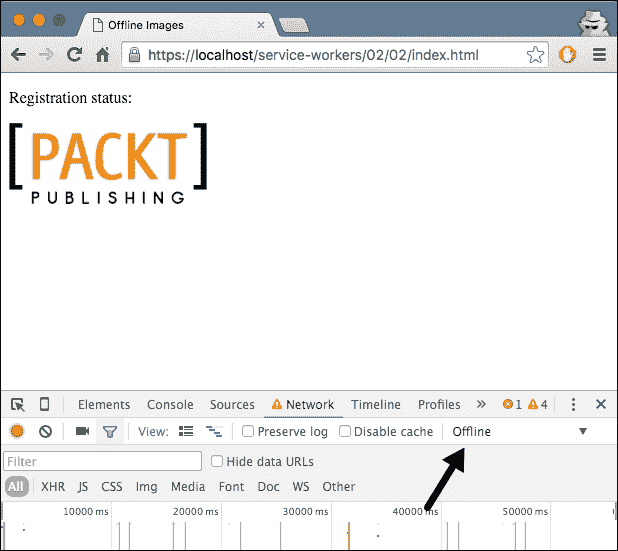 Offline Images
https://localhost/service-workers/02/02/index.html
Registration status:
[PACKT]
PUBLISHING
Elements Console Sources Network Timeline Profiles » 1 4
View: Preserve log Disable cache Offline
Filter Hide data URLs
All XHR JS CSS Img Media Font Doc WS Other
10000 ms 20000 ms 30000 ms 40000 ms 50000 ms